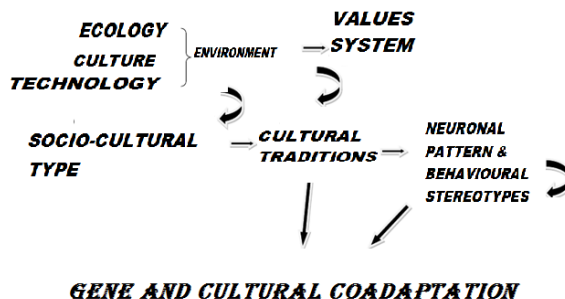 ECOLOGY
CULTURE
TECHNOLOGY
ENVIRONMENT
VALUES
SYSTEM
SOCIO-CULTURAL
TYPE
CULTURAL
TRADITIONS
NEURONAL
PATTERN &
BEHAVIOURAL
STEREOTYPES
GENE AND CULTURAL COADAPTATION